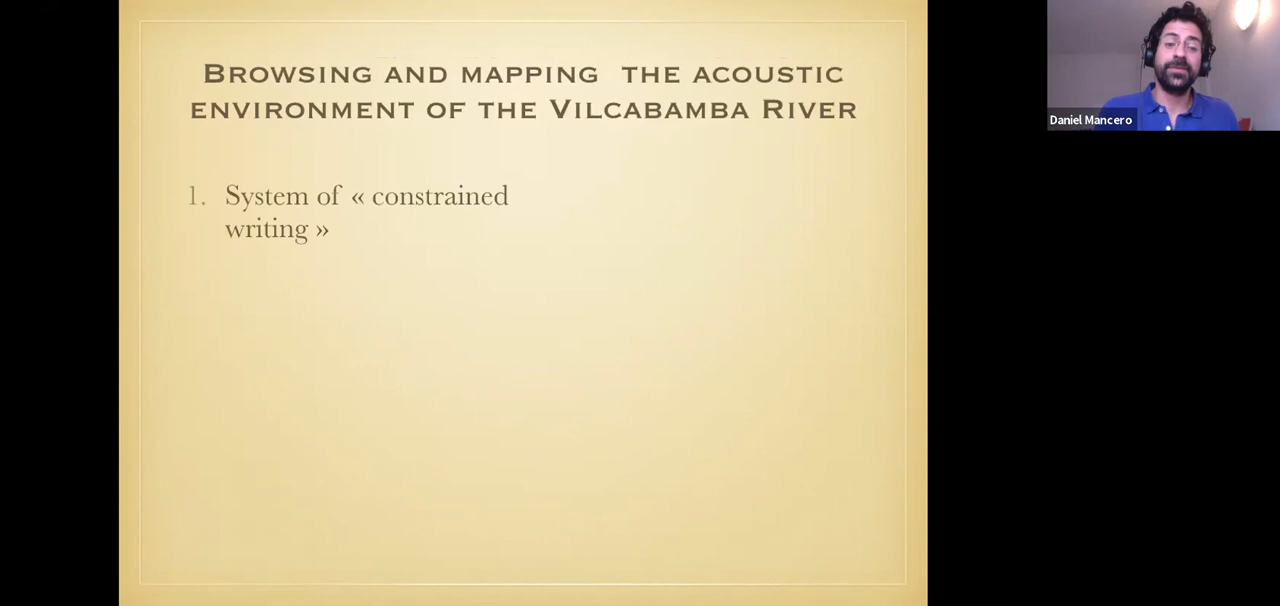 BROWSING AND MAPPING THE ACOUSTIC
ENVIRONMENT OF THE VILCABAMBA RIVER
1. System of « constrained
writing »
Daniel Mancero